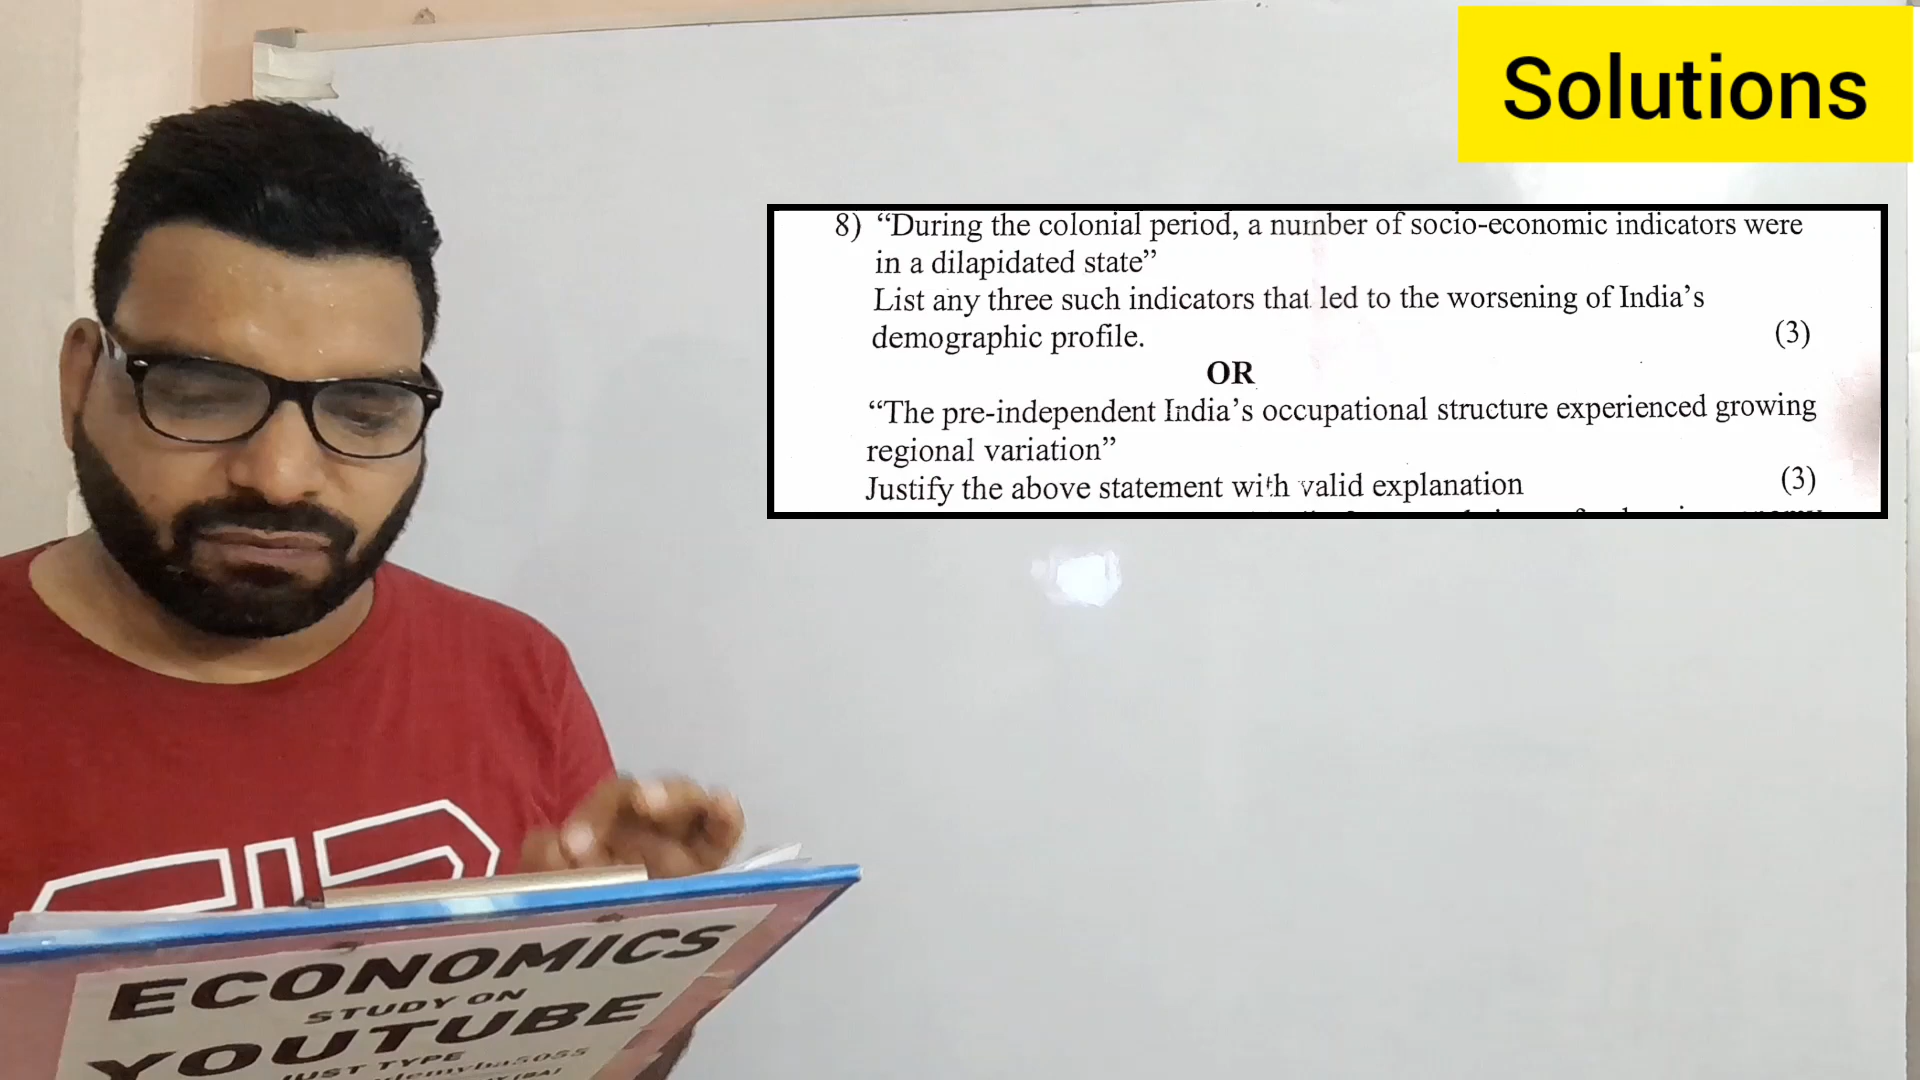 Solutions
8) “During the colonial period, a number of socio-economic indicators were
in a dilapidated state”
List any three such indicators that led to the worsening of India’s
demographic profile. (3)
OR
“The pre-independent India’s occupational structure experienced growing
regional variation”
Justify the above statement with valid explanation (3)
ECONOMICS
STUDY ON
YOUTUBE
JUST TYPE